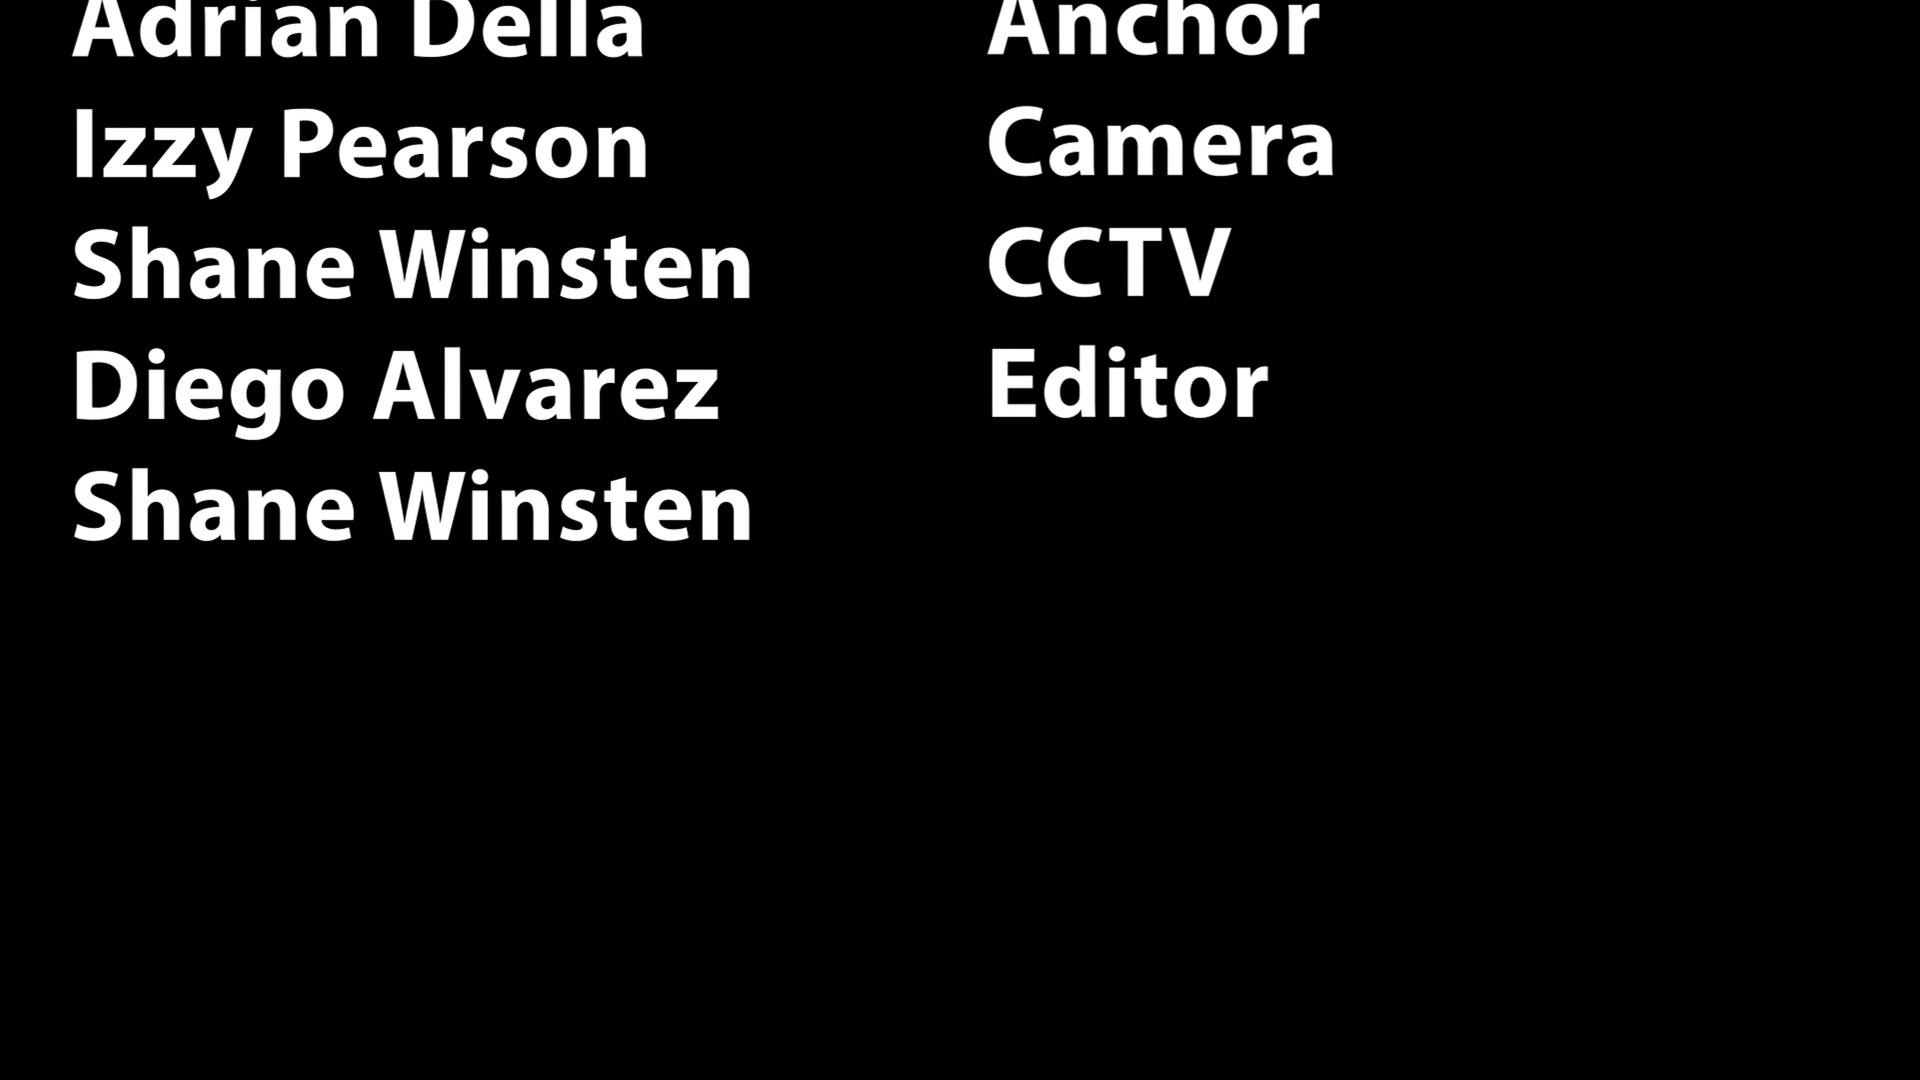 Adrian Della Anchor
Izzy Pearson Camera
Shane Winsten CCTV
Diego Alvarez Editor
Shane Winsten